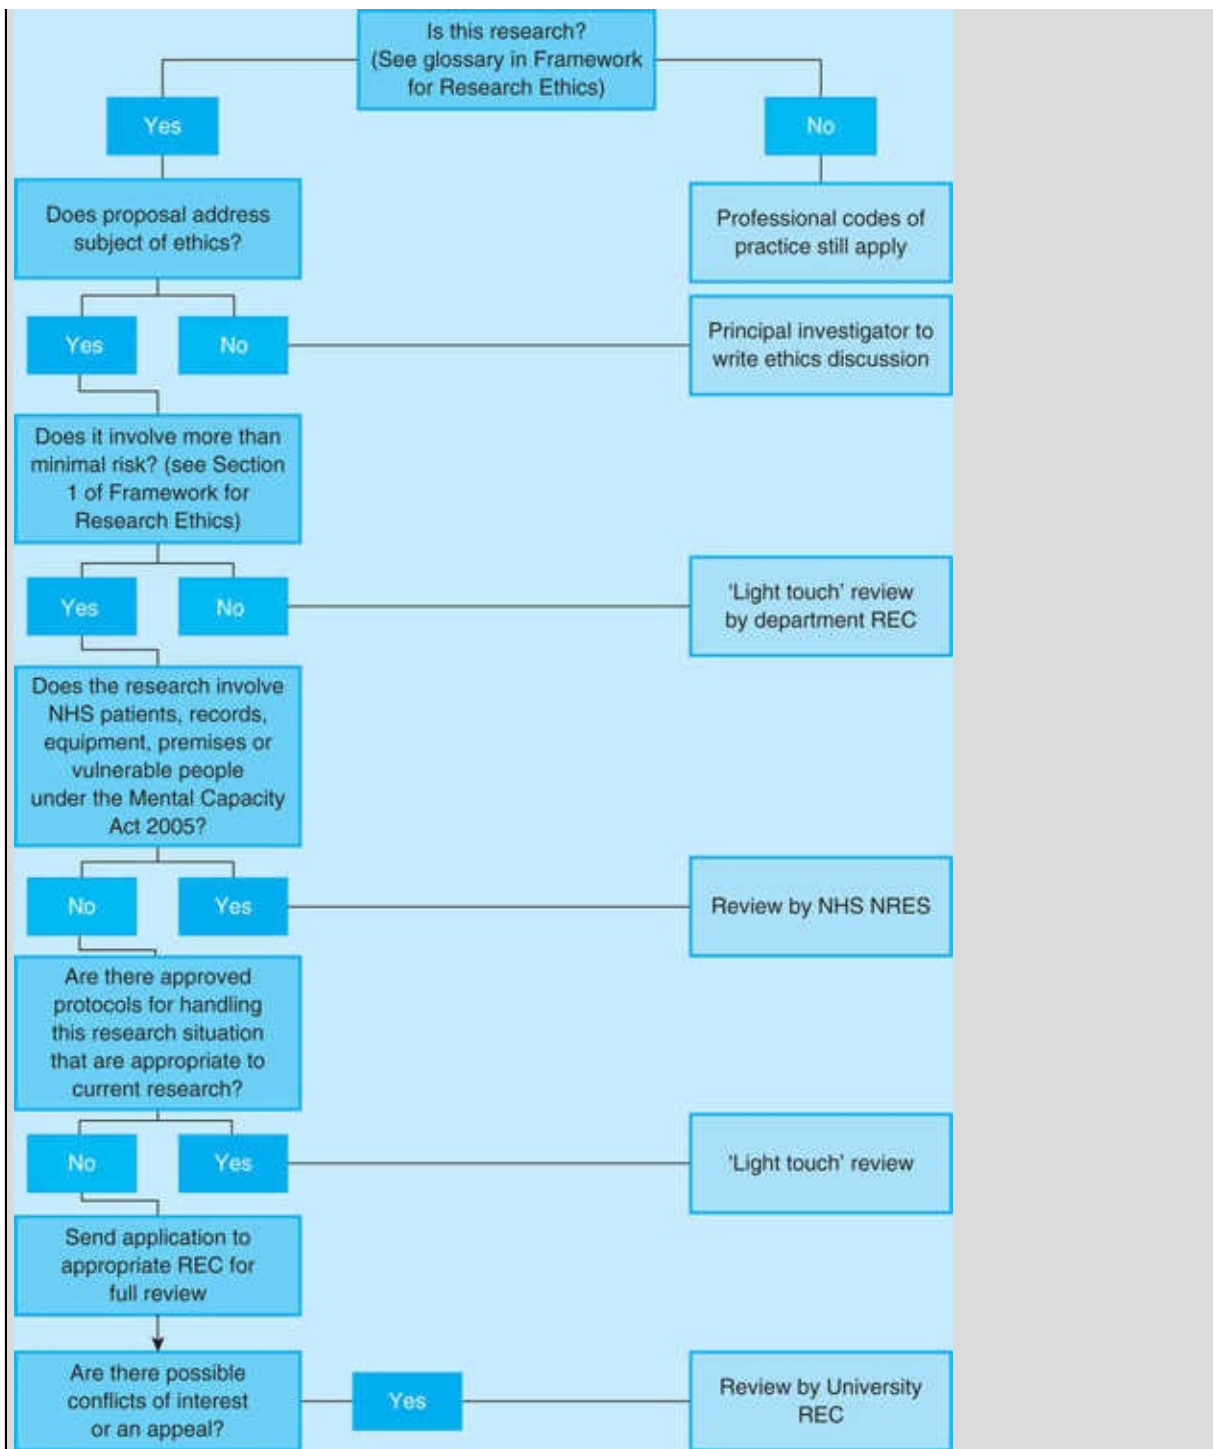 Is this research?
(See glossary in Framework
for Research Ethics)
Yes
No
Does proposal address
subject of ethics?
Professional codes of
practice still apply
Yes
No
Principal investigator to
write ethics discussion
Does it involve more than
minimal risk? (see Section
1 of Framework for
Research Ethics)
Yes
No
'Light touch' review
by department REC
Does the research involve
NHS patients, records,
equipment, premises or
vulnerable people
under the Mental Capacity
Act 2005?
No
Yes
Review by NHS NRES
Are there approved
protocols for handling
this research situation
that are appropriate to
current research?
No
Yes
'Light touch' review
Send application to
appropriate REC for
full review
Are there possible
conflicts of interest
or an appeal?
Yes
Review by University
REC